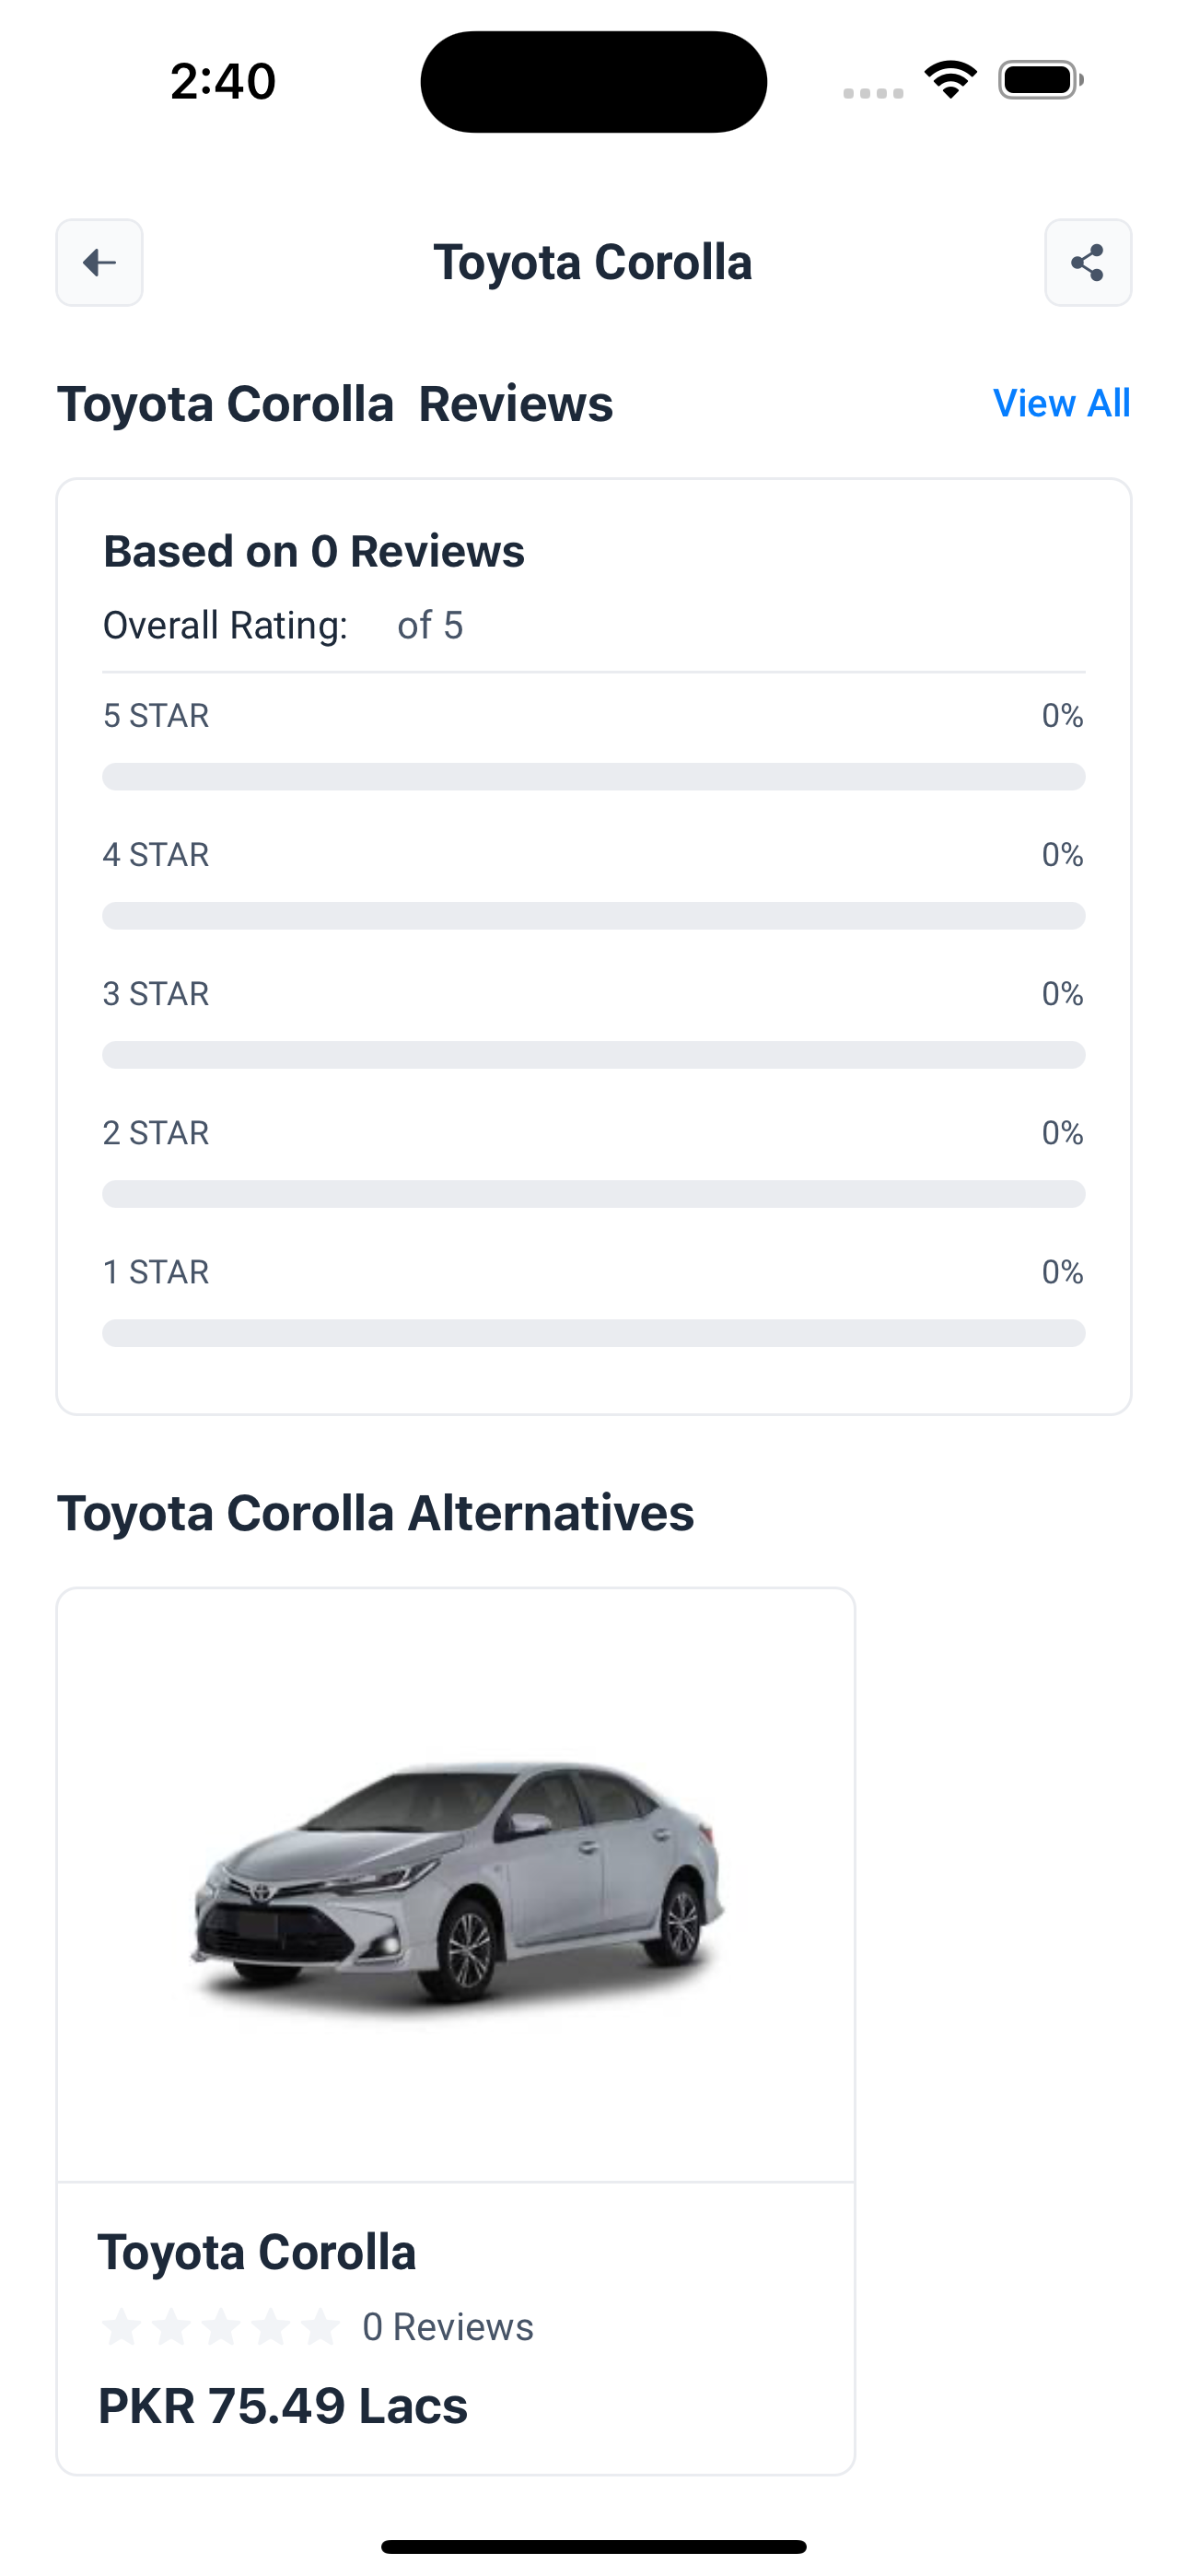 2:40
Toyota Corolla
Toyota Corolla  Reviews
View All
Based on 0 Reviews
Overall Rating:    of 5
5 STAR 0%
4 STAR 0%
3 STAR 0%
2 STAR 0%
1 STAR 0%
Toyota Corolla Alternatives
Toyota Corolla
0 Reviews
PKR 75.49 Lacs